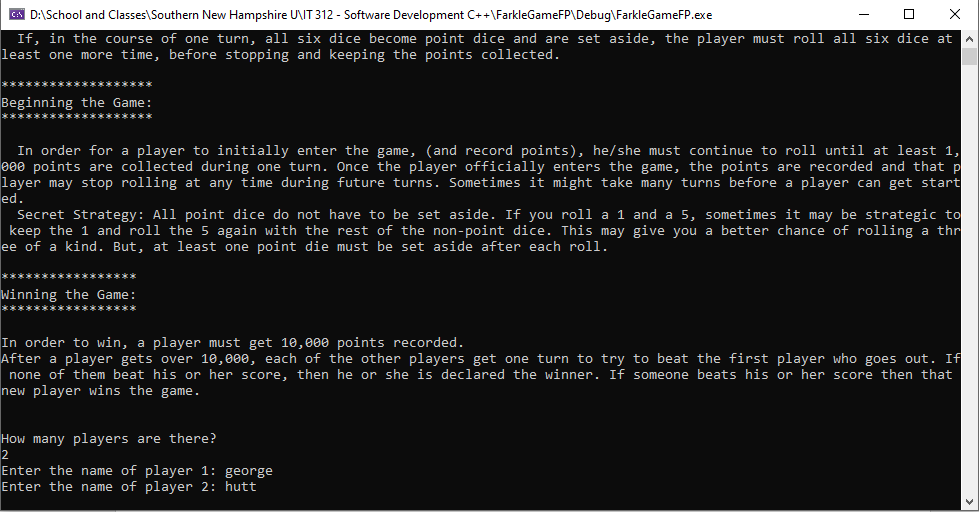 D:\School and Classes\Southern New Hampshire U\IT 312 - Software Development C++\FarkleGameFP\Debug\FarkleGameFP.exe
If, in the course of one turn, all six dice become point dice and are set aside, the player must roll all six dice at
least one more time, before stopping and keeping the points collected.
*******************
Beginning the Game:
*******************
In order for a player to initially enter the game, (and record points), he/she must continue to roll until at least 1,
000 points are collected during one turn. Once the player officially enters the game, the points are recorded and that p
layer may stop rolling at any time during future turns. Sometimes it might take many turns before a player can get start
ed.
Secret Strategy: All point dice do not have to be set aside. If you roll a 1 and a 5, sometimes it may be strategic to
keep the 1 and roll the 5 again with the rest of the non-point dice. This may give you a better chance of rolling a thr
ee of a kind. But, at least one point die must be set aside after each roll.
*****************
Winning the Game:
*****************
In order to win, a player must get 10,000 points recorded.
After a player gets over 10,000, each of the other players get one turn to try to beat the first player who goes out. If
none of them beat his or her score, then he or she is declared the winner. If someone beats his or her score then that
new player wins the game.
How many players are there?
2
Enter the name of player 1: george
Enter the name of player 2: hutt